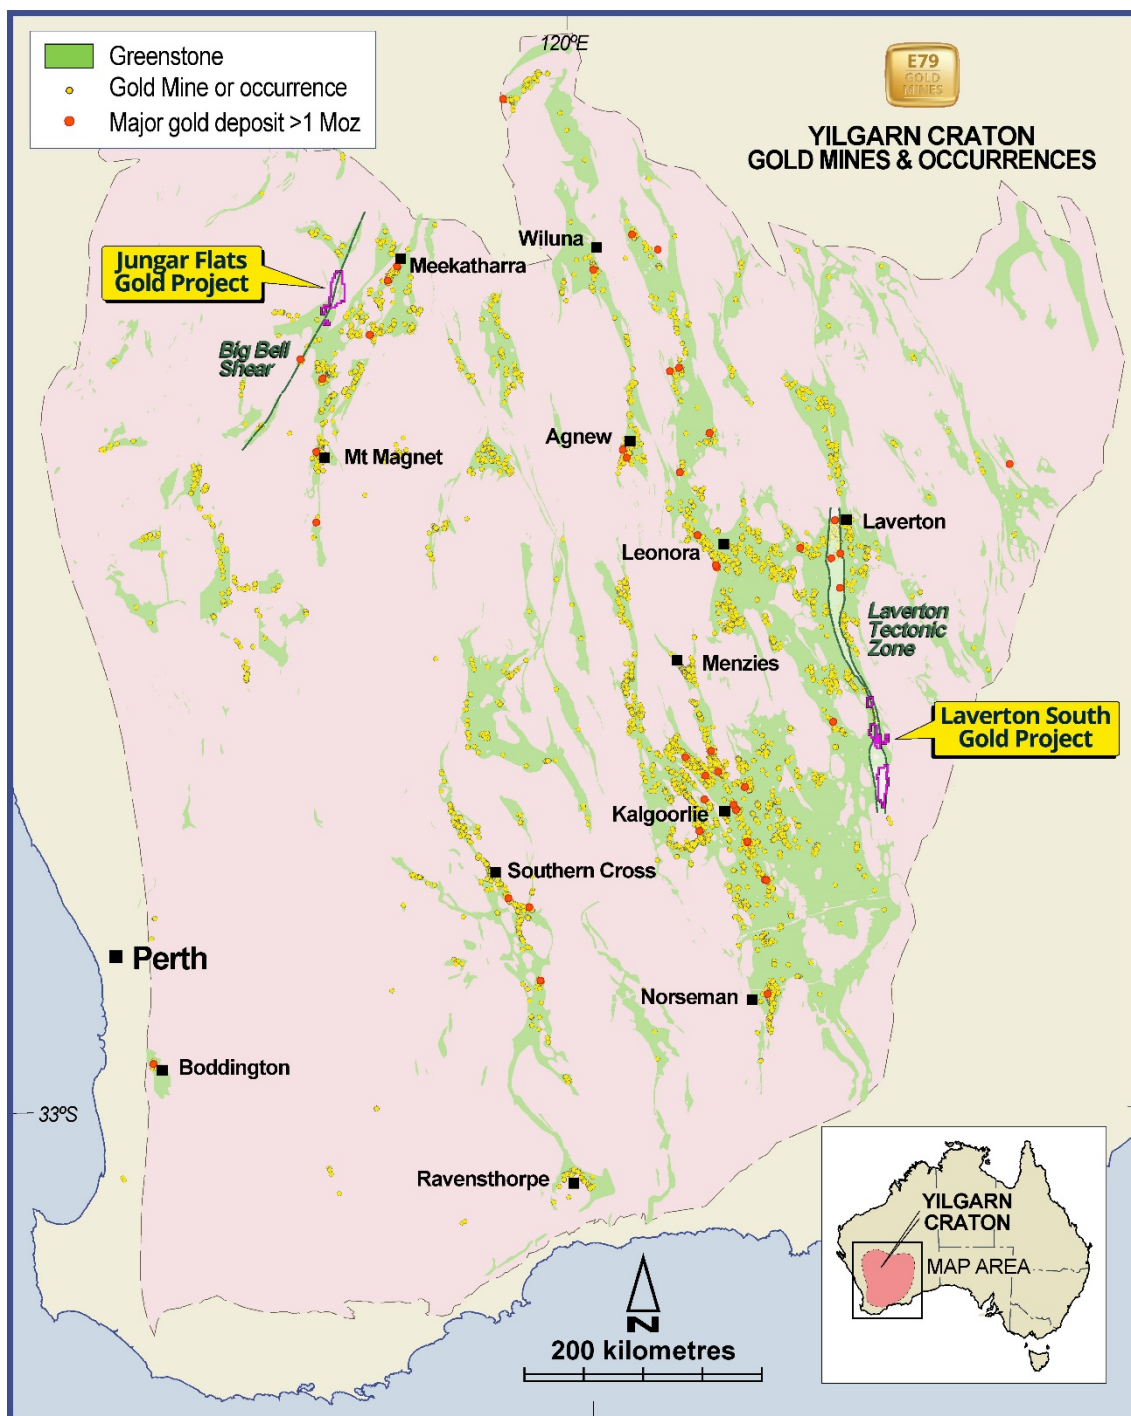 Greenstone
Gold Mine or occurrence
Major gold deposit >1 Moz
120ºE
E79
GOLD
MINES
YILGARN CRATON
GOLD MINES & OCCURRENCES
Wiluna
Jungar Flats
Gold Project
Meekatharra
Big Bell
Shear
Agnew
Mt Magnet
Laverton
Leonora
Laverton
Tectonic
Zone
Menzies
Laverton South
Gold Project
Kalgoorlie
Southern Cross
Perth
Norseman
Boddington
33ºS
Ravensthorpe
YILGARN
CRATON
MAP AREA
N
200 kilometres